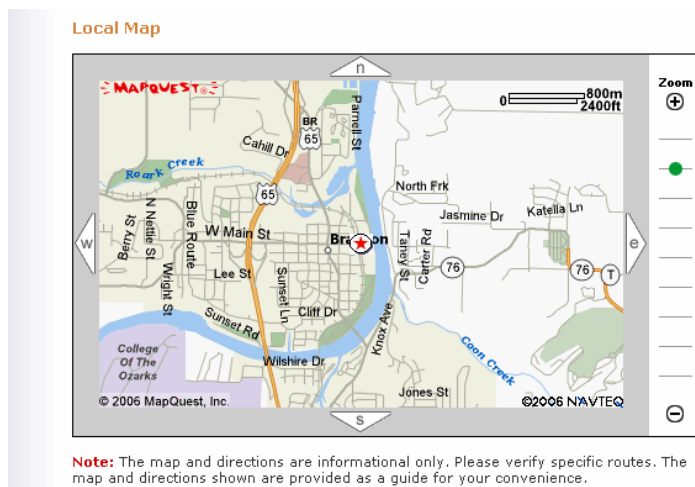 Local Map
n
MAPQUEST
0 800m
2400ft
Zoom
Parnell St
BR
65
Cahill Dr
Roark Creek
65
North Frk
Jasmine Dr
Katella Ln
N Nettie St
Berry St
Blue Route
W Main St
w
Taney St
Carter Rd
e
76
76
T
Wright St
Lee St
Sunset Ln
Cliff Dr
Sunset Rd
Knox Ave
College
Of The
Ozarks
Wilshire Dr
Coon Creek
Jones St
© 2006 MapQuest, Inc.
©2006 NAVTEQ
s
Note: The map and directions are informational only. Please verify specific routes. The
map and directions shown are provided as a guide for your convenience.